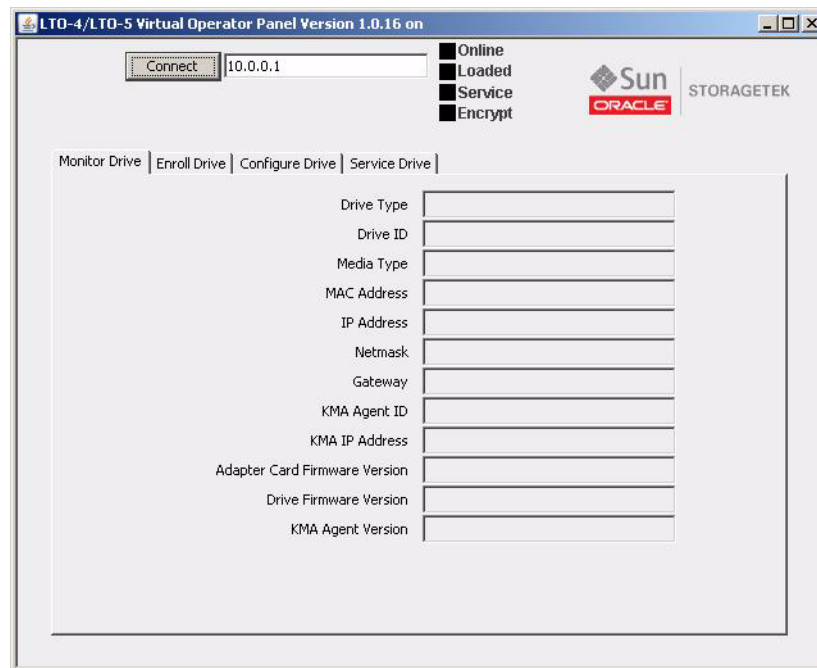 LTO-4/LTO-5 Virtual Operator Panel Version 1.0.16 on
Connect
10.0.0.1
Online
Loaded
Service
Encrypt
Sun
ORACLE
STORAGETEK
Monitor Drive
Enroll Drive
Configure Drive
Service Drive
Drive Type
Drive ID
Media Type
MAC Address
IP Address
Netmask
Gateway
KMA Agent ID
KMA IP Address
Adapter Card Firmware Version
Drive Firmware Version
KMA Agent Version